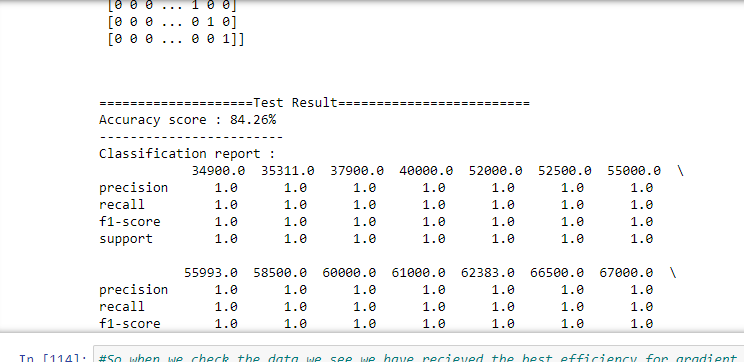 [0 0 0 ... 1 0 0]
[0 0 0 ... 0 1 0]
[0 0 0 ... 0 0 1]]
====================Test Result=========================
Accuracy score : 84.26%
------------------------
Classification report :
34900.0 35311.0 37900.0 40000.0 52000.0 52500.0 55000.0 \
precision 1.0 1.0 1.0 1.0 1.0 1.0 1.0
recall 1.0 1.0 1.0 1.0 1.0 1.0 1.0
f1-score 1.0 1.0 1.0 1.0 1.0 1.0 1.0
support 1.0 1.0 1.0 1.0 1.0 1.0 1.0
55993.0 58500.0 60000.0 61000.0 62383.0 66500.0 67000.0 \
precision 1.0 1.0 1.0 1.0 1.0 1.0 1.0
recall 1.0 1.0 1.0 1.0 1.0 1.0 1.0
f1-score 1.0 1.0 1.0 1.0 1.0 1.0 1.0
In [114]: #So when we check the data we see we have recieved the best efficiency for gradient